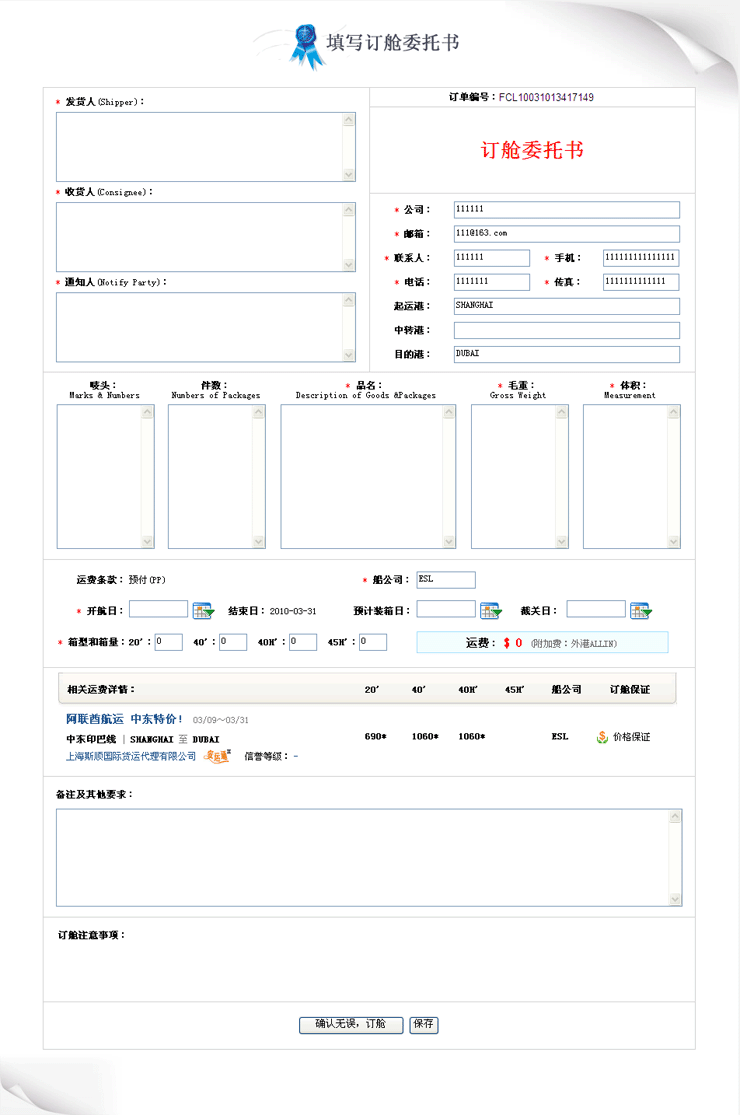 填写订舱委托书
* 发货人(Shipper):
订单编号:FCL10031013417149
订舱委托书
* 收货人(Consignee):
* 公司: 111111
* 邮箱: 111@163.com
* 联系人: 111111 * 手机: 111111111111111
* 通知人(Notify Party):
* 电话: 1111111 * 传真: 1111111111111
起运港: SHANGHAI
中转港:
目的港: DUBAI
唛头: 件数: * 品名: * 毛重: * 体积:
Marks & Numbers Numbers of Packages Description of Goods &Packages Gross Weight Measurement
运费条款:预付(PP) * 船公司: ESL
* 开航日: 结束日:2010-03-31 预计装箱日: 截关日:
* 箱型和箱量:20': 0 40': 0 40H': 0 45H': 0 运费: $ 0 (附加费:外港ALLIN)
相关运费详情: 20' 40' 40H' 45H' 船公司 订舱保证
阿联酋航运 中东特价! 03/09～03/31
中东印巴线 | SHANGHAI 至 DUBAI 690* 1060* 1060* ESL 价格保证
上海斯顺国际货运代理有限公司 信誉等级:-
备注及其他要求:
订舱注意事项:
确认无误,订舱 保存